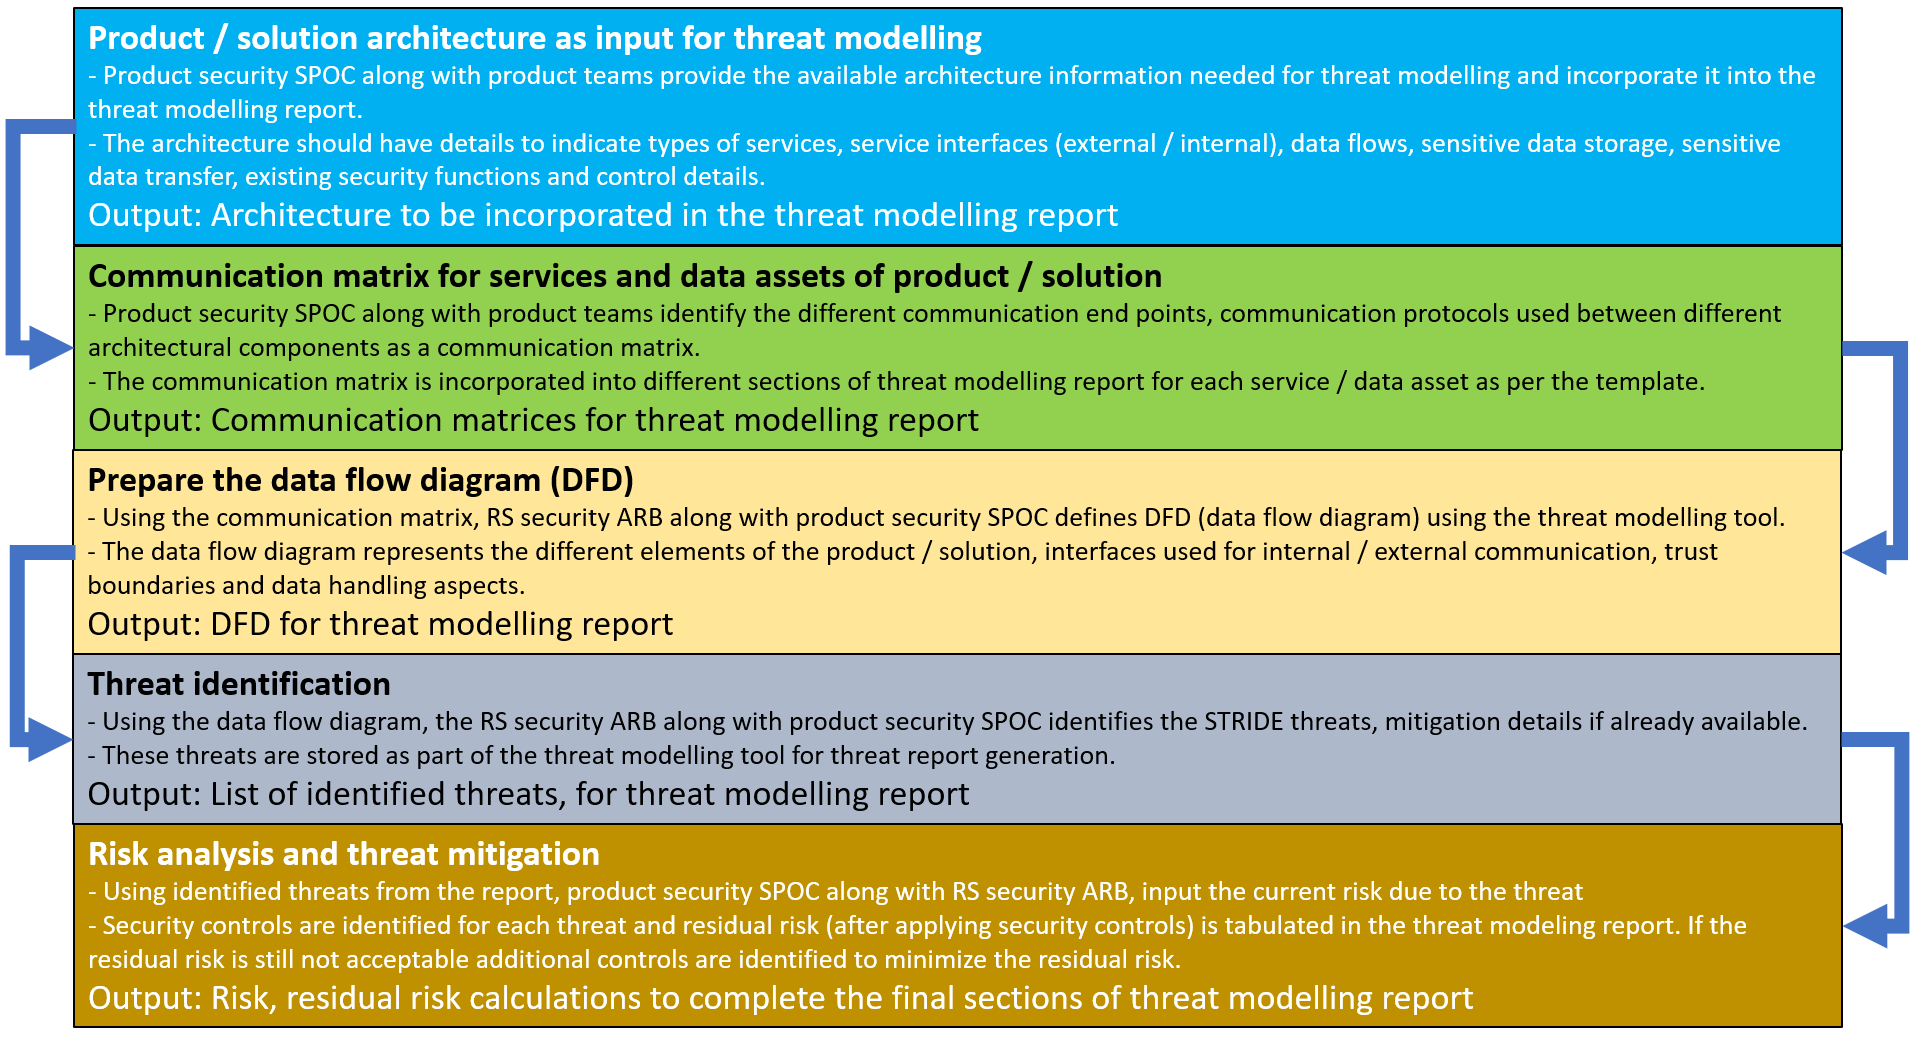 Product / solution architecture as input for threat modelling
- Product security SPOC along with product teams provide the available architecture information needed for threat modelling and incorporate it into the
threat modelling report.
- The architecture should have details to indicate types of services, service interfaces (external / internal), data flows, sensitive data storage, sensitive
data transfer, existing security functions and control details.
Output: Architecture to be incorporated in the threat modelling report
Communication matrix for services and data assets of product / solution
- Product security SPOC along with product teams identify the different communication end points, communication protocols used between different
architectural components as a communication matrix.
- The communication matrix is incorporated into different sections of threat modelling report for each service / data asset as per the template.
Output: Communication matrices for threat modelling report
Prepare the data flow diagram (DFD)
- Using the communication matrix, RS security ARB along with product security SPOC defines DFD (data flow diagram) using the threat modelling tool.
- The data flow diagram represents the different elements of the product / solution, interfaces used for internal / external communication, trust
boundaries and data handling aspects.
Output: DFD for threat modelling report
Threat identification
- Using the data flow diagram, the RS security ARB along with product security SPOC identifies the STRIDE threats, mitigation details if already available.
- These threats are stored as part of the threat modelling tool for threat report generation.
Output: List of identified threats, for threat modelling report
Risk analysis and threat mitigation
- Using identified threats from the report, product security SPOC along with RS security ARB, input the current risk due to the threat
- Security controls are identified for each threat and residual risk (after applying security controls) is tabulated in the threat modeling report. If the
residual risk is still not acceptable additional controls are identified to minimize the residual risk.
Output: Risk, residual risk calculations to complete the final sections of threat modelling report